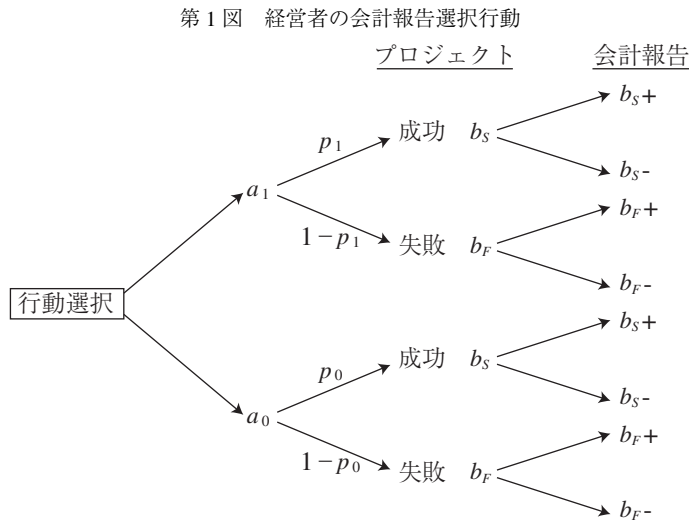 第1図　経営者の会計報告選択行動
プロジェクト　会計報告
b_S+
p_1　成功　b_S
b_S-
a_1
b_F+
1−p_1　失敗　b_F
b_F-
行動選択
b_S+
p_0　成功　b_S
b_S-
a_0
b_F+
1−p_0　失敗　b_F
b_F-